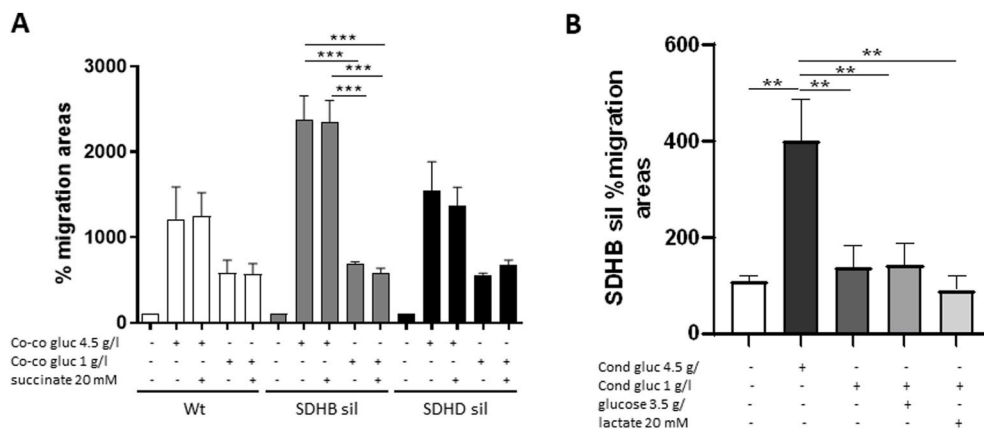 A
% migration areas
3000
2000
1000
0
***
***
***
***
Co-co gluc 4.5 g/l - + + - - - + + - - - + + - -
Co-co gluc 1 g/l - - - + + - - - + + - - - + +
succinate 20 mM - - + - + - - + - + - - + - +
Wt SDHB sil SDHD sil
B
SDHB sil %migration
areas
600
400
200
0
**
**
**
**
Cond gluc 4.5 g/ - + - - -
Cond gluc 1 g/l - - + + +
glucose 3.5 g/ - - - + -
lactate 20 mM - - - - +